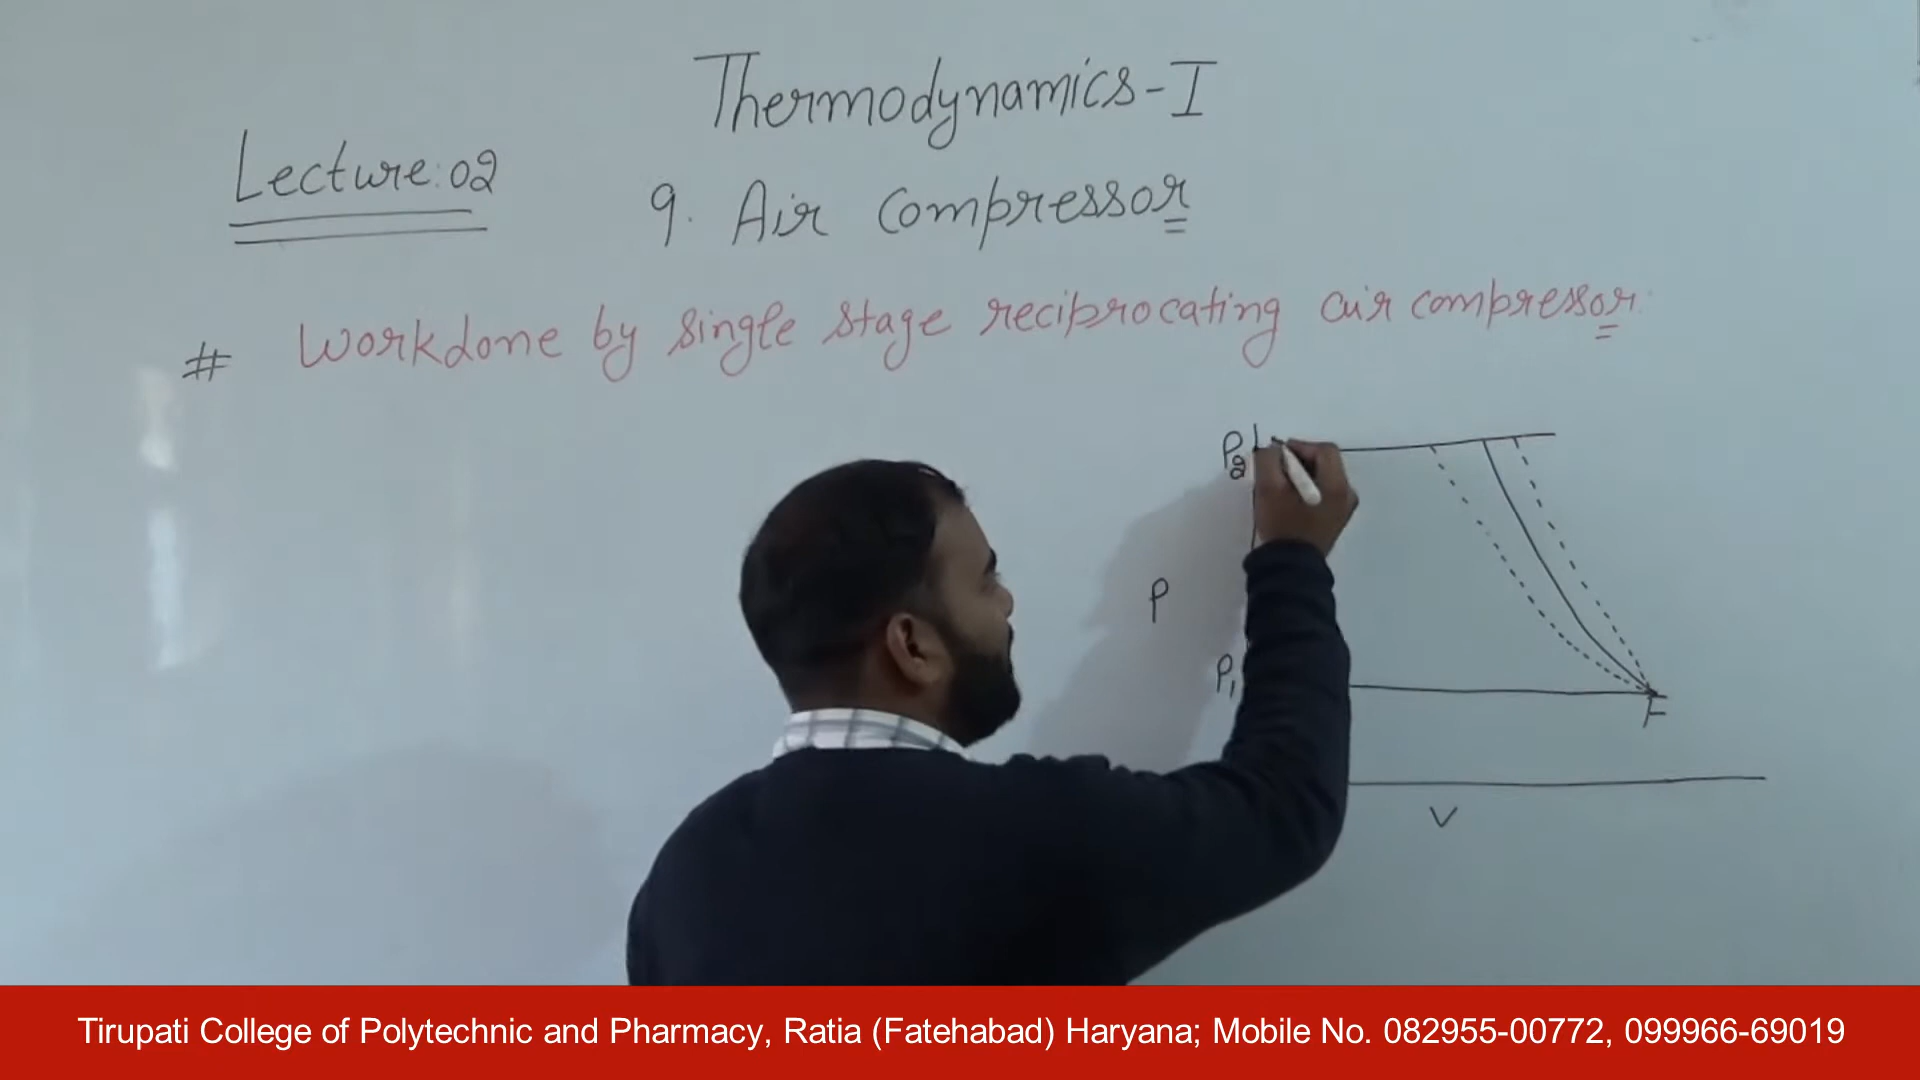 Thermodynamics-I
Lecture:02
9. Air Compressor
# Workdone by single stage reciprocating air compressor.
P2
P
P1
F
V
Tirupati College of Polytechnic and Pharmacy, Ratia (Fatehabad) Haryana; Mobile No. 082955-00772, 099966-69019